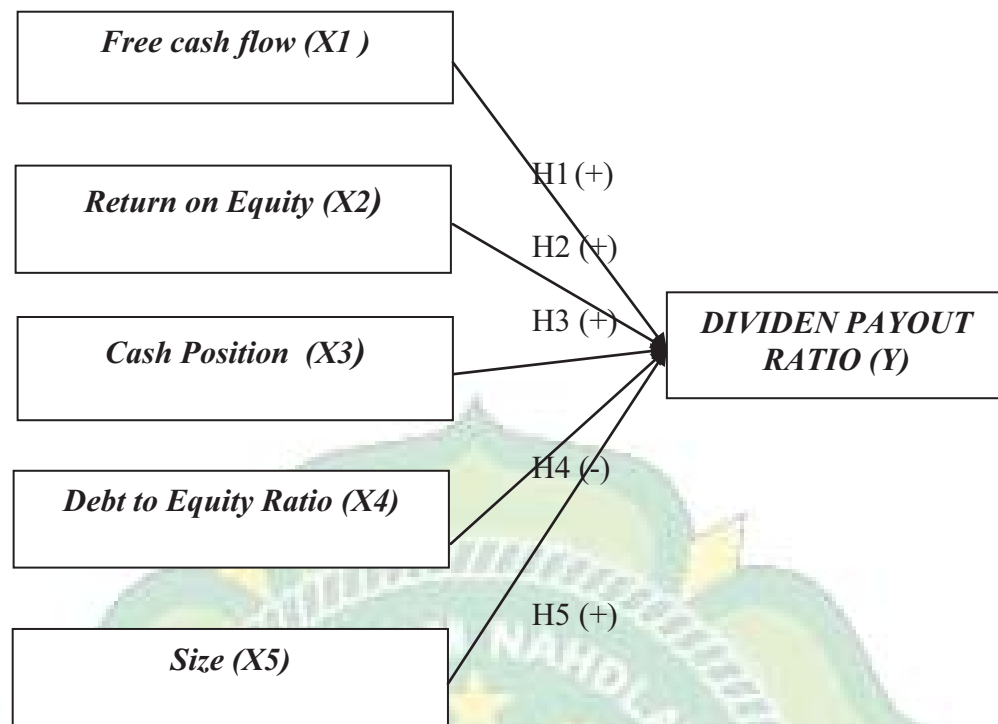 Free cash flow (X1 )
H1 (+)
Return on Equity (X2)
H2 (+)
H3 (+)
DIVIDEN PAYOUT
RATIO (Y)
Cash Position (X3)
H4 (-)
Debt to Equity Ratio (X4)
H5 (+)
Size (X5)